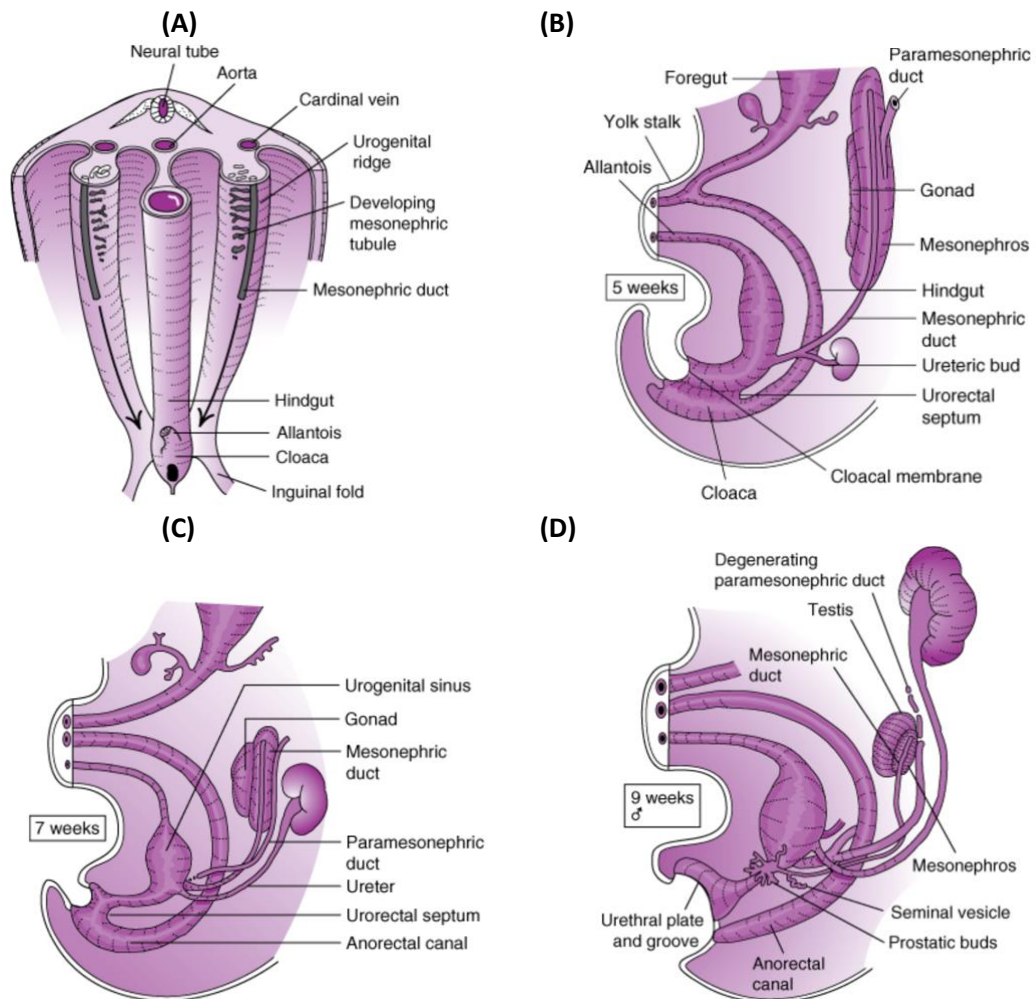 (A)
Neural tube
Aorta
Cardinal vein
Urogenital
ridge
Developing
mesonephric
tubule
Mesonephric duct
Hindgut
Allantois
Cloaca
Inguinal fold
(B)
Paramesonephric
duct
Foregut
Yolk stalk
Allantois
Gonad
Mesonephros
5 weeks
Hindgut
Mesonephric
duct
Ureteric bud
Urorectal
septum
Cloacal membrane
Cloaca
(C)
Urogenital sinus
Gonad
Mesonephric
duct
7 weeks
Paramesonephric
duct
Ureter
Urorectal septum
Anorectal canal
(D)
Degenerating
paramesonephric duct
Testis
Mesonephric
duct
9 weeks
♂
Mesonephros
Urethral plate
and groove
Seminal vesicle
Prostatic buds
Anorectal
canal